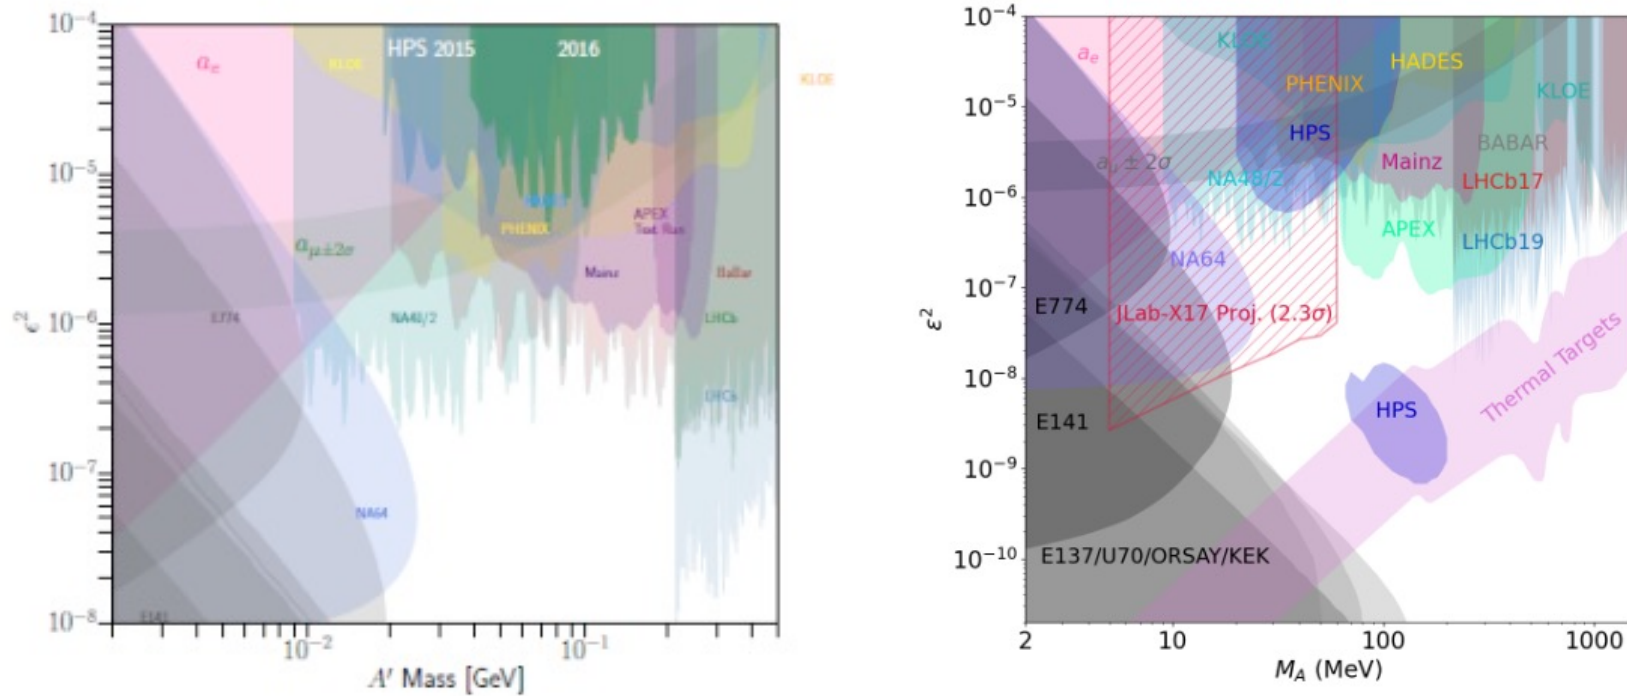 10⁻⁴
10⁻⁵
10⁻⁶
10⁻⁷
10⁻⁸
ϵ²
aₑ
KLOE
HPS 2015
2016
KLOE
a_μ±2σ
PHENIX
APEX
Test Run
Mainz
BaBar
E774
NA48/2
LHCb
LHCb
NA64
E141
10⁻²
10⁻¹
A′ Mass [GeV]
10⁻⁴
10⁻⁵
10⁻⁶
10⁻⁷
10⁻⁸
10⁻⁹
10⁻¹⁰
ε²
aₑ
KLOE
HADES
PHENIX
KLOE
HPS
BABAR
a_μ ± 2σ
Mainz
NA48/2
LHCb17
APEX
LHCb19
NA64
E774
JLab-X17 Proj. (2.3σ)
Thermal Targets
HPS
E141
E137/U70/ORSAY/KEK
2
10
100
1000
M_A (MeV)